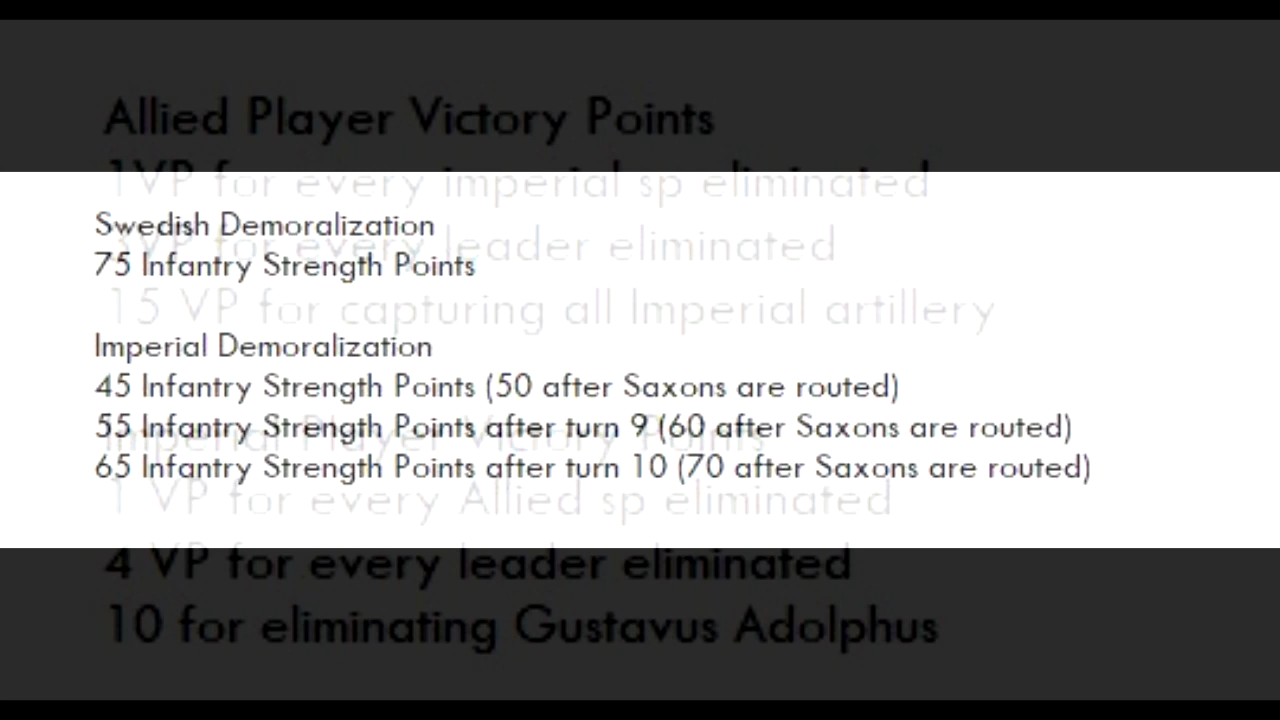 Allied Player Victory Points
1VP for every imperial sp eliminated
VP for every leader eliminated
15 VP for capturing all Imperial artillery
Swedish Demoralization
75 Infantry Strength Points
Imperial Demoralization
45 Infantry Strength Points (50 after Saxons are routed)
55 Infantry Strength Points after turn 9 (60 after Saxons are routed)
65 Infantry Strength Points after turn 10 (70 after Saxons are routed)
Imperial Player Victory Points
1 VP for every Allied sp eliminated
4 VP for every leader eliminated
10 for eliminating Gustavus Adolphus